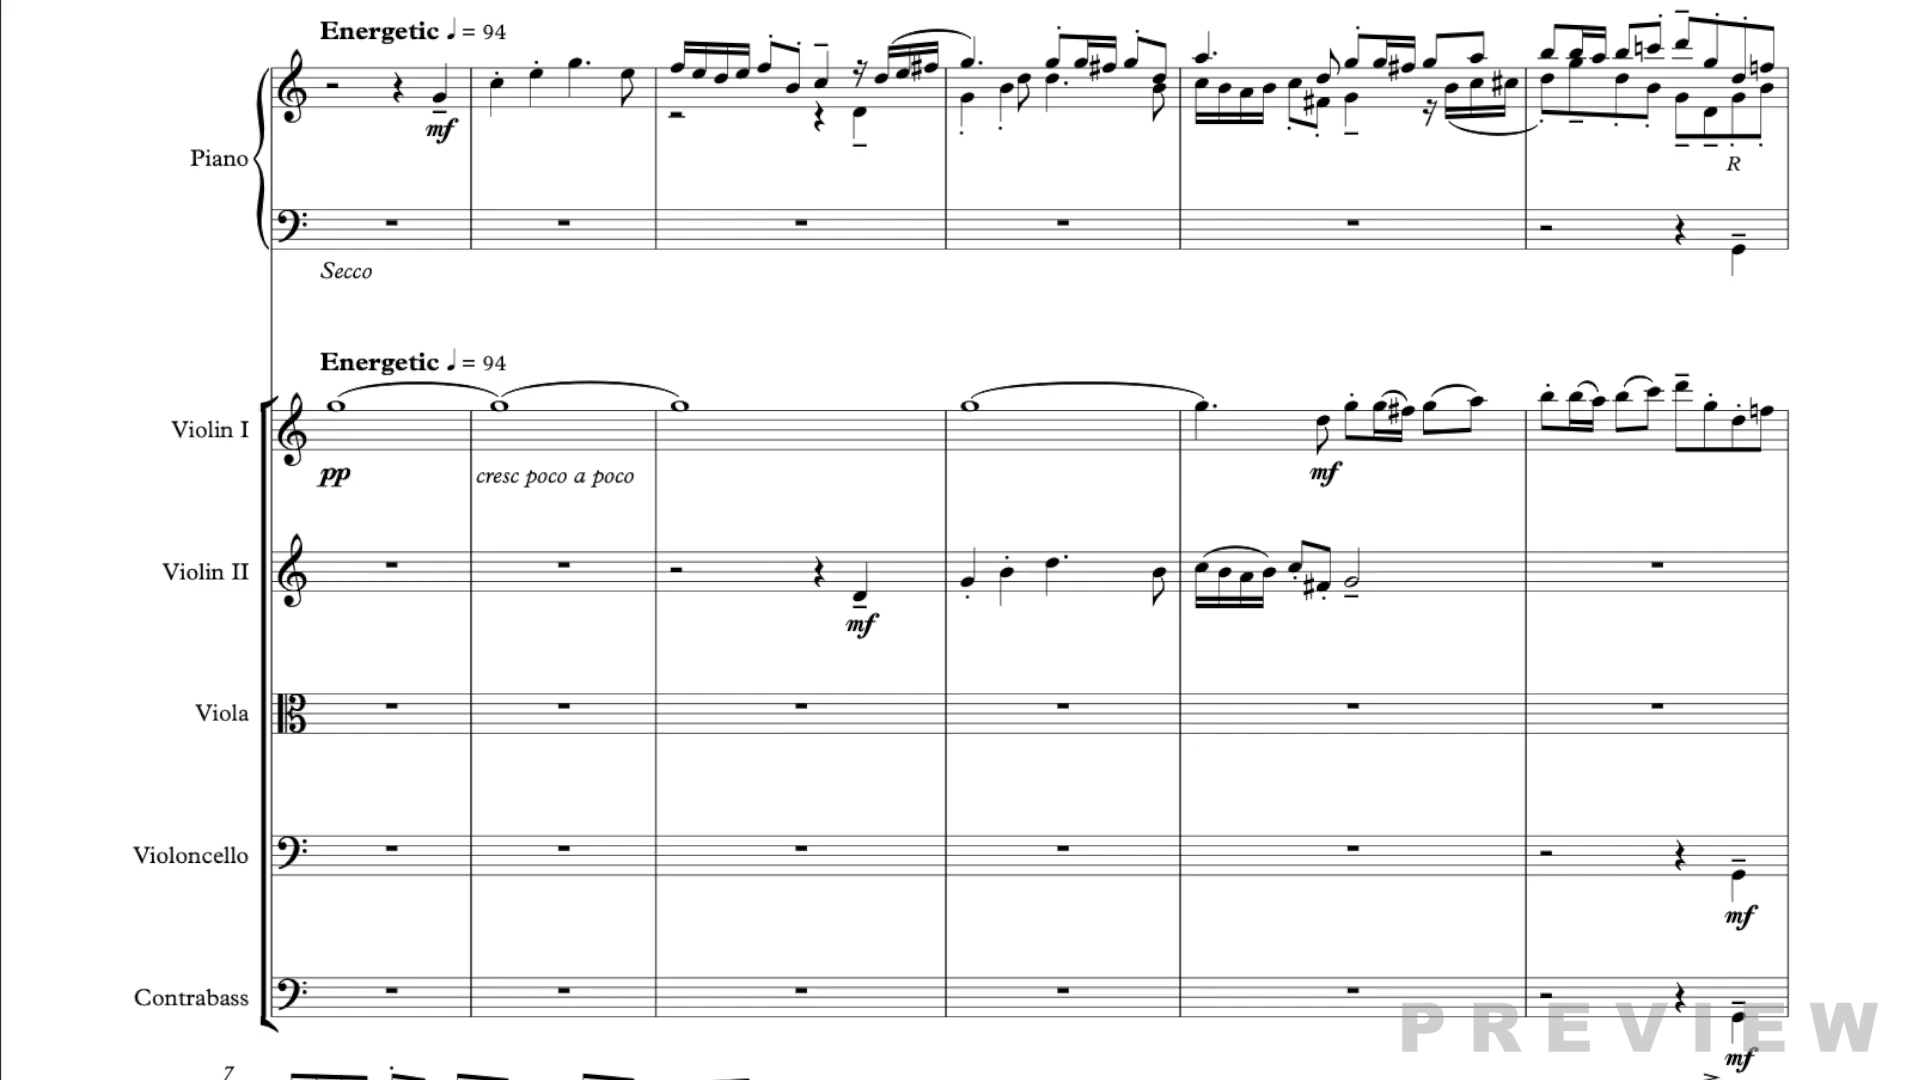 Energetic ♩ = 94
mf
Piano
R
Secco
Energetic ♩ = 94
Violin I
pp
cresc poco a poco
mf
Violin II
mf
Viola
Violoncello
mf
Contrabass
PREVIEW
mf
7